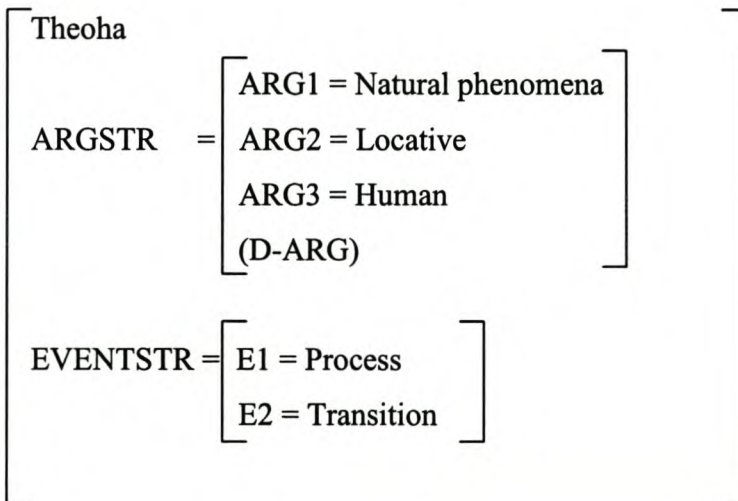 Theoha
ARG1 = Natural phenomena
ARGSTR = ARG2 = Locative
ARG3 = Human
(D-ARG)
EVENTSTR = E1 = Process
E2 = Transition